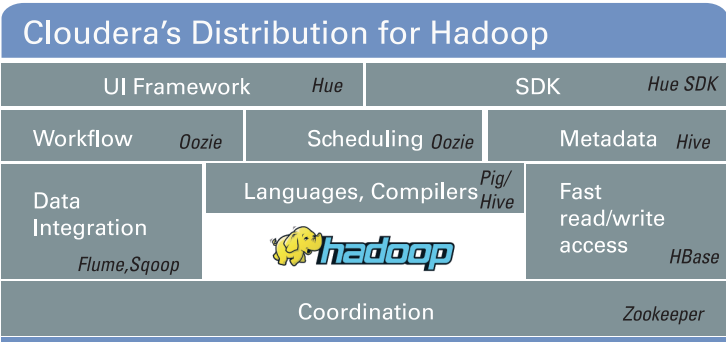 Cloudera’s Distribution for Hadoop
UI Framework Hue
SDK Hue SDK
Workflow Oozie
Scheduling Oozie
Metadata Hive
Data
Integration
Flume,Sqoop
Languages, Compilers Pig/
Hive
hadoop
Fast
read/write
access
HBase
Coordination Zookeeper